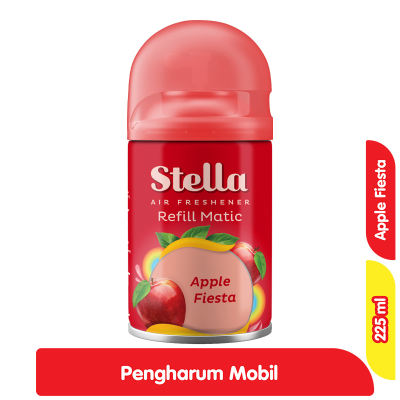 Stella
AIR FRESHENER
Refill Matic
Apple
Fiesta
Apple Fiesta
225 ml
Pengharum Mobil